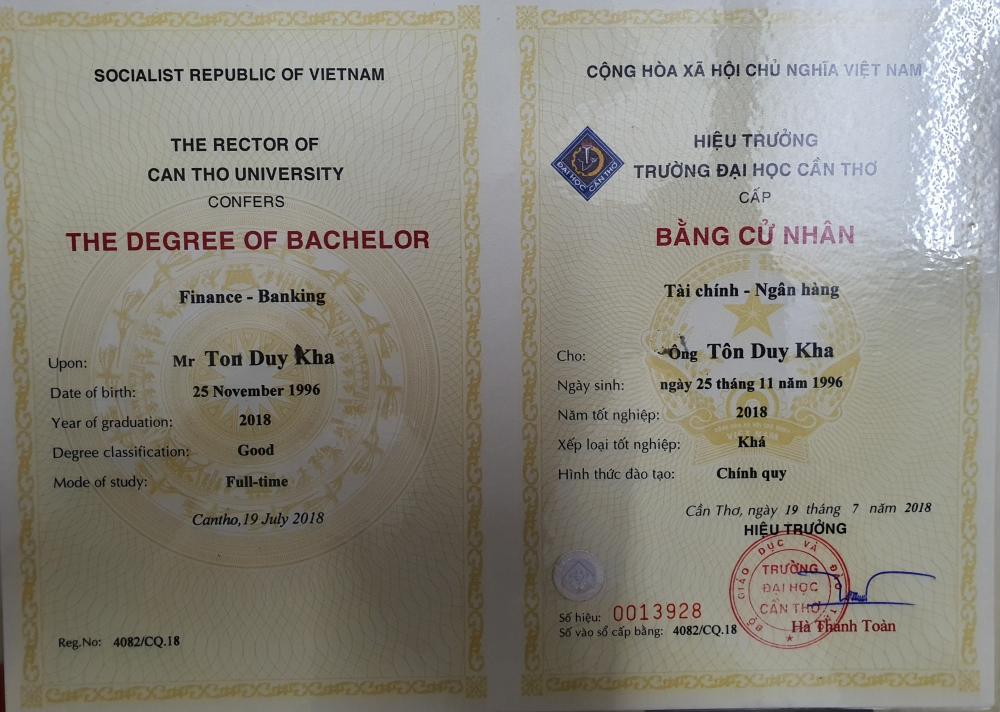 SOCIALIST REPUBLIC OF VIETNAM
THE RECTOR OF
CAN THO UNIVERSITY
CONFERS
THE DEGREE OF BACHELOR
Finance - Banking
Upon: Mr Ton Duy Kha
Date of birth: 25 November 1996
Year of graduation: 2018
Degree classification: Good
Mode of study: Full-time
Cantho, 19 July 2018
Reg.No: 4082/CQ.18
CỘNG HÒA XÃ HỘI CHỦ NGHĨA VIỆT NAM
ĐẠI HỌC CẦN THƠ
HIỆU TRƯỞNG
TRƯỜNG ĐẠI HỌC CẦN THƠ
CẤP
BẰNG CỬ NHÂN
Tài chính - Ngân hàng
Cho: Ông Tôn Duy Kha
Ngày sinh: ngày 25 tháng 11 năm 1996
Năm tốt nghiệp: 2018
VIỆT NAM
Xếp loại tốt nghiệp: Khá
Hình thức đào tạo: Chính quy
Cần Thơ, ngày 19 tháng 7 năm 2018
HIỆU TRƯỞNG
BỘ GIÁO DỤC VÀ ĐÀO TẠO
TRƯỜNG
ĐẠI HỌC
CẦN THƠ
Số hiệu: 0013928
Hà Thanh Toàn
Số vào sổ cấp bằng: 4082/CQ.18